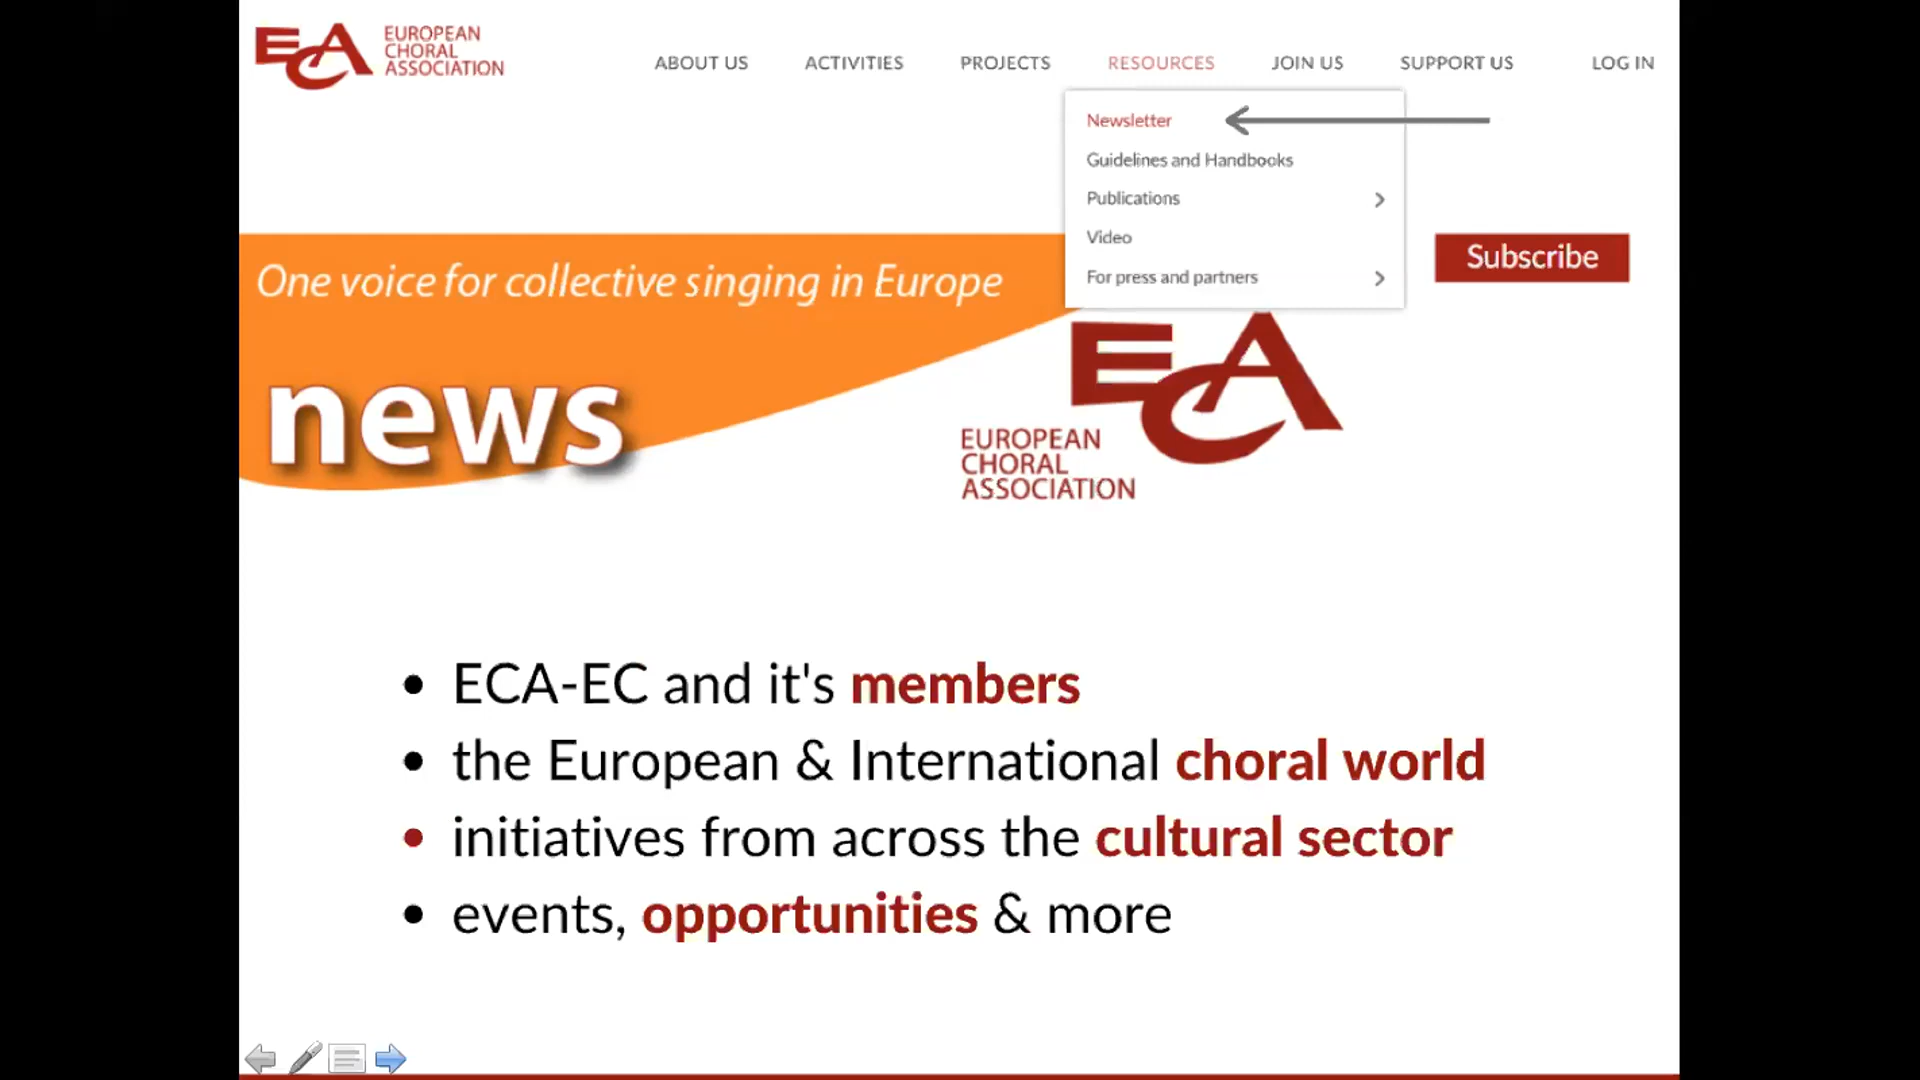 ECA EUROPEAN
CHORAL
ASSOCIATION
ABOUT US ACTIVITIES PROJECTS RESOURCES JOIN US SUPPORT US LOG IN
Newsletter
Guidelines and Handbooks
Publications
Video
For press and partners
Subscribe
One voice for collective singing in Europe
news
ECA
EUROPEAN
CHORAL
ASSOCIATION
• ECA-EC and it's members
• the European & International choral world
• initiatives from across the cultural sector
• events, opportunities & more